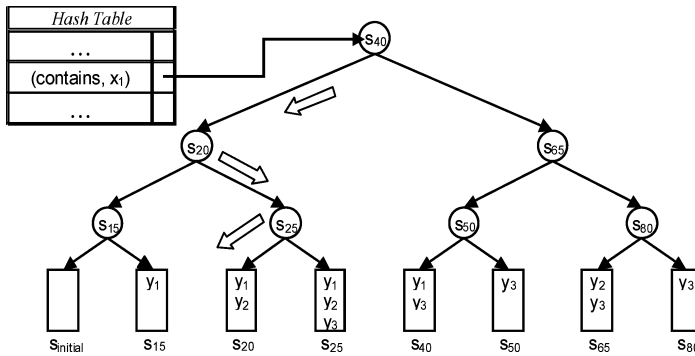 Hash Table
...
(contains, x₁)
...
s₄₀
s₂₀
s₆₅
s₁₅
s₂₅
s₅₀
s₈₀
y₁
y₁
y₂
y₁
y₂
y₃
y₁
y₃
y₃
y₂
y₃
y₃
s_initial
s₁₅
s₂₀
s₂₅
s₄₀
s₅₀
s₆₅
s₈₀